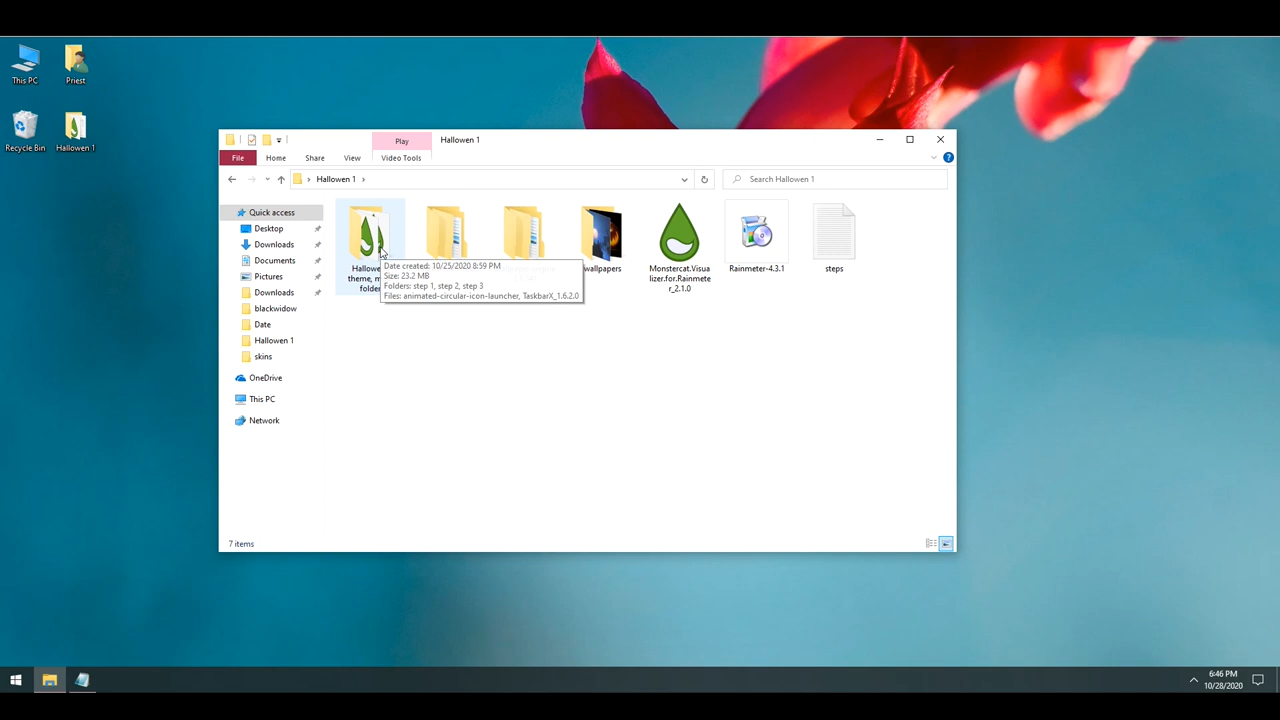 This PC
Priest
Recycle Bin
Hallowen 1
Play
Hallowen 1
File
Home
Share
View
Video Tools
Hallowen 1
Search Hallowen 1
Quick access
Desktop
Downloads
Documents
Pictures
Downloads
blackwidow
Date
Hallowen 1
skins
OneDrive
This PC
Network
theme,
Date created: 10/25/2020 8:59 PM
Size: 23.2 MB
Folders: step 1, step 2, step 3
Files: animated-circular-icon-launcher, TaskbarX_1.6.2.0
wallpapers
Monstercat.Visua
lizer.for.Rainmete
r_2.1.0
Rainmeter-4.3.1
steps
7 items
6:46 PM
10/28/2020